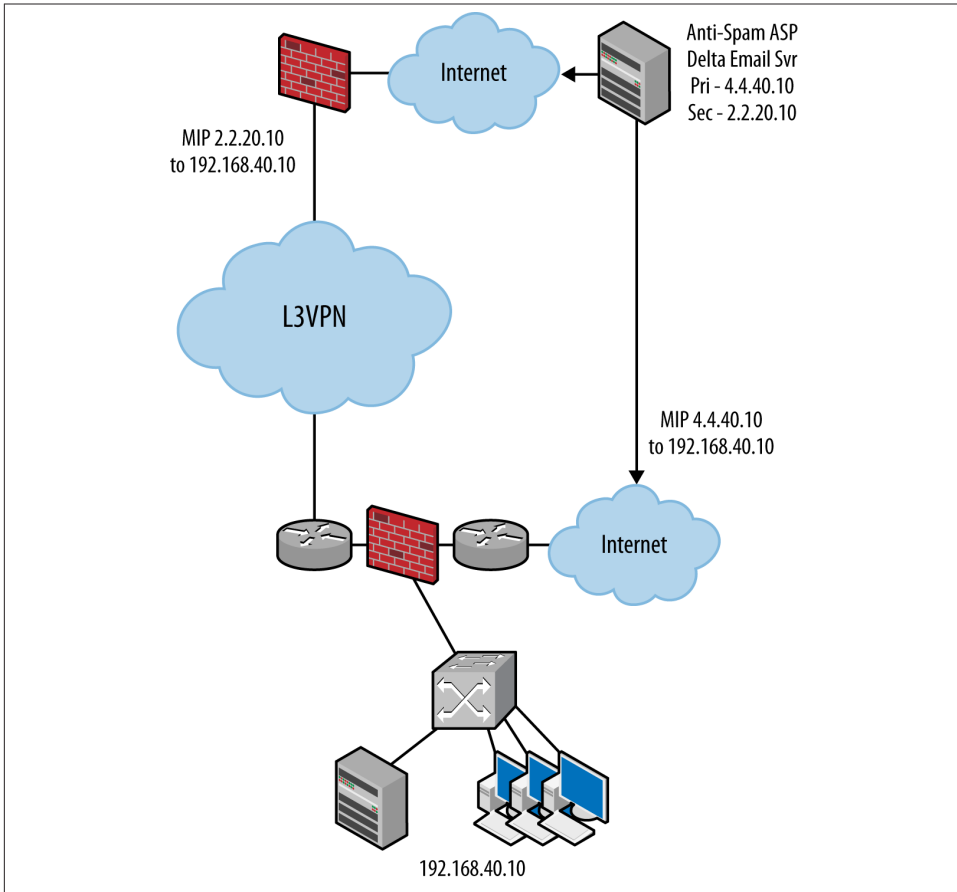 Internet
Anti-Spam ASP
Delta Email Svr
Pri - 4.4.40.10
Sec - 2.2.20.10
MIP 2.2.20.10
to 192.168.40.10
L3VPN
MIP 4.4.40.10
to 192.168.40.10
Internet
192.168.40.10